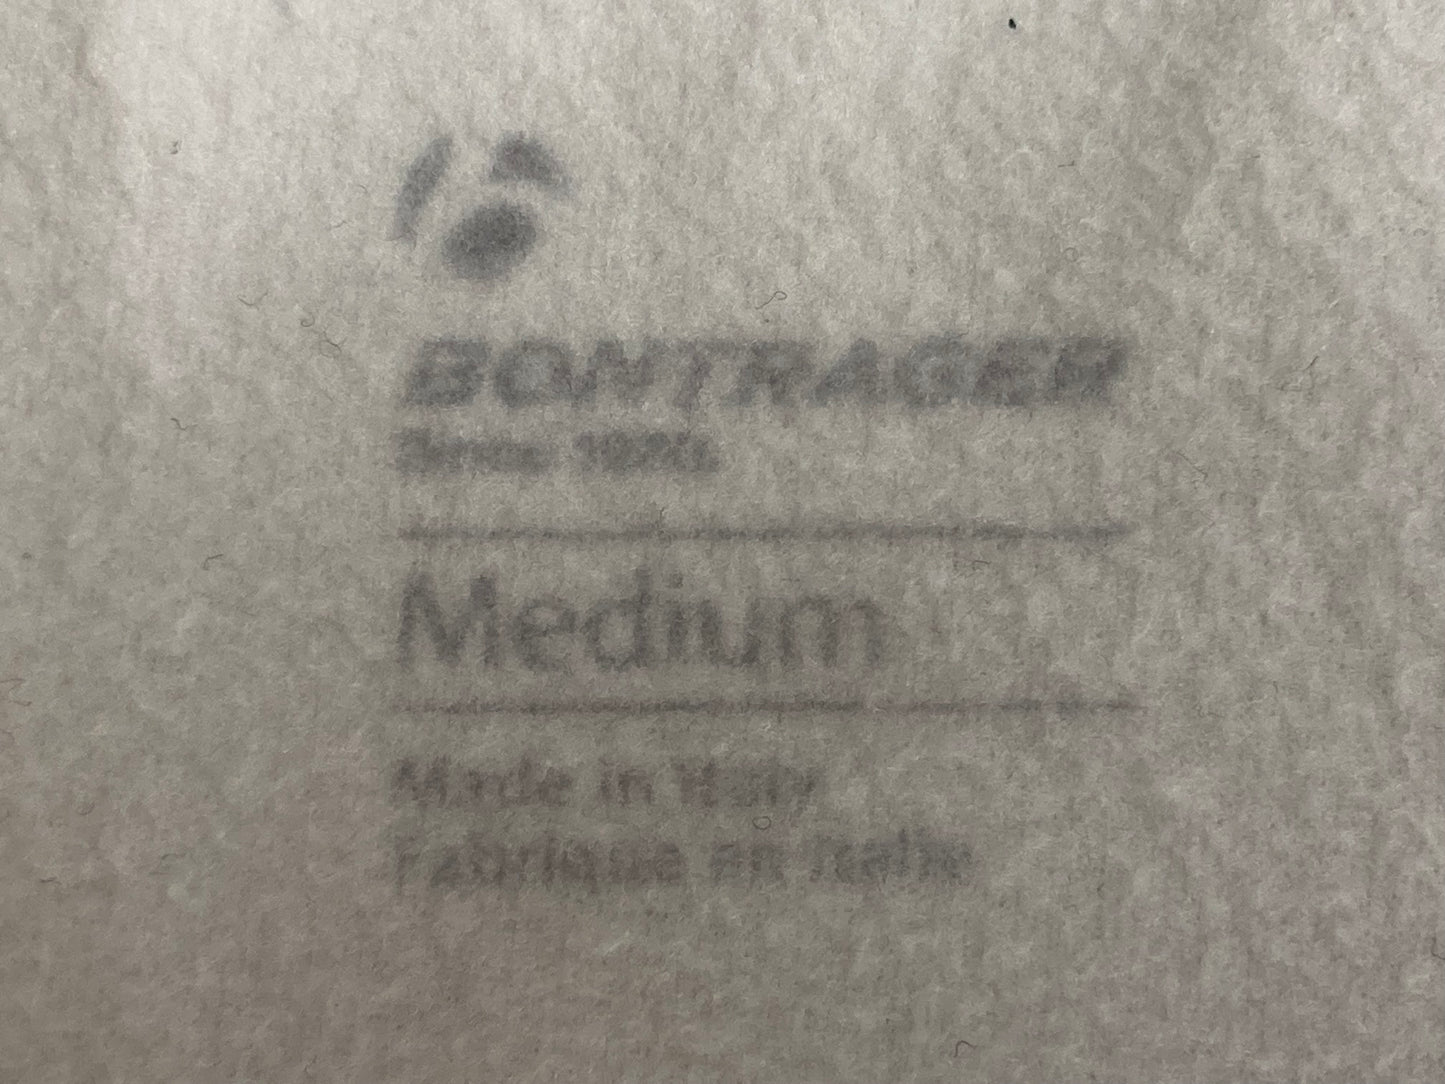 BONTRAGER
Since 1980
Medium
Made in Italy
Fabriqué en Italie